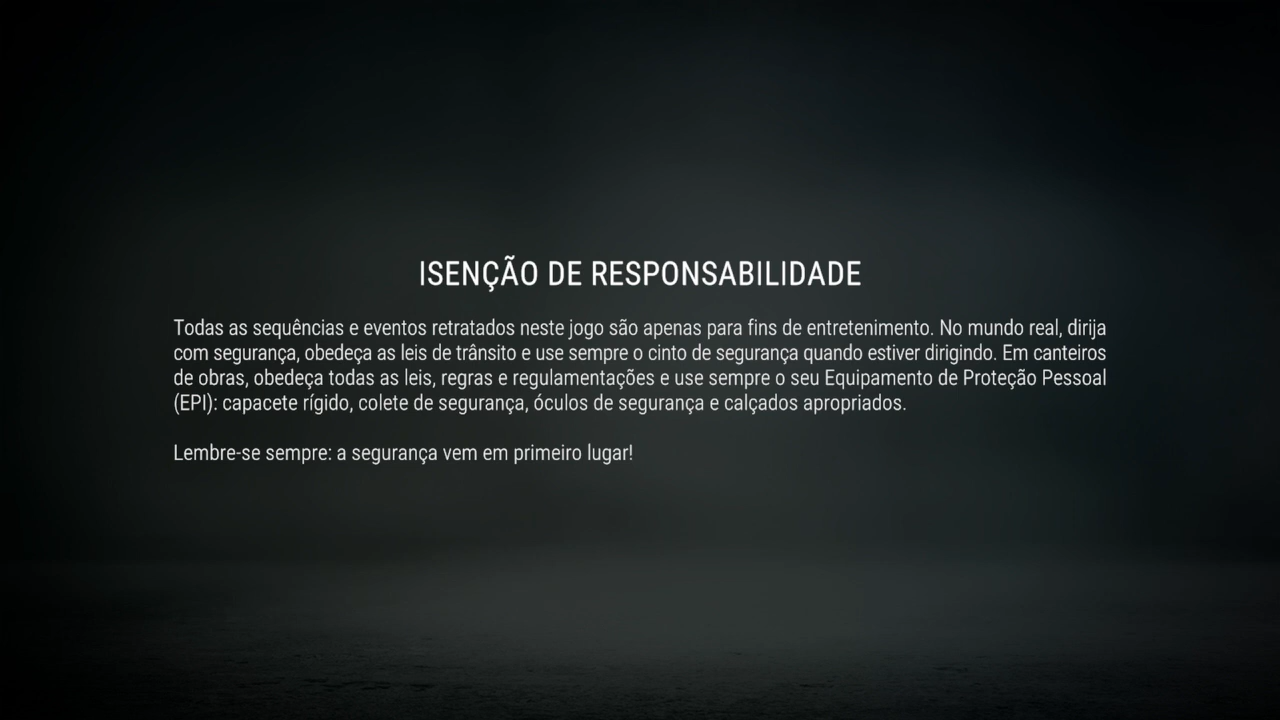 ISENÇÃO DE RESPONSABILIDADE
Todas as sequências e eventos retratados neste jogo são apenas para fins de entretenimento. No mundo real, dirija
com segurança, obedeça as leis de trânsito e use sempre o cinto de segurança quando estiver dirigindo. Em canteiros
de obras, obedeça todas as leis, regras e regulamentações e use sempre o seu Equipamento de Proteção Pessoal
(EPI): capacete rígido, colete de segurança, óculos de segurança e calçados apropriados.
Lembre-se sempre: a segurança vem em primeiro lugar!